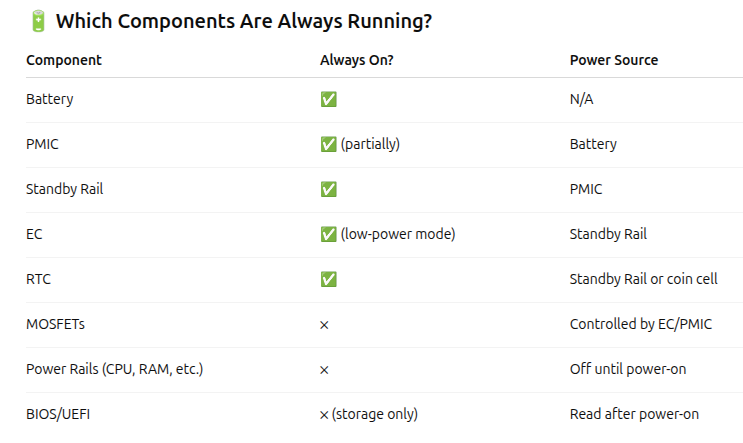 🔋 Which Components Are Always Running?
Component Always On? Power Source
Battery ✅ N/A
PMIC ✅ (partially) Battery
Standby Rail ✅ PMIC
EC ✅ (low-power mode) Standby Rail
RTC ✅ Standby Rail or coin cell
MOSFETs × Controlled by EC/PMIC
Power Rails (CPU, RAM, etc.) × Off until power-on
BIOS/UEFI × (storage only) Read after power-on